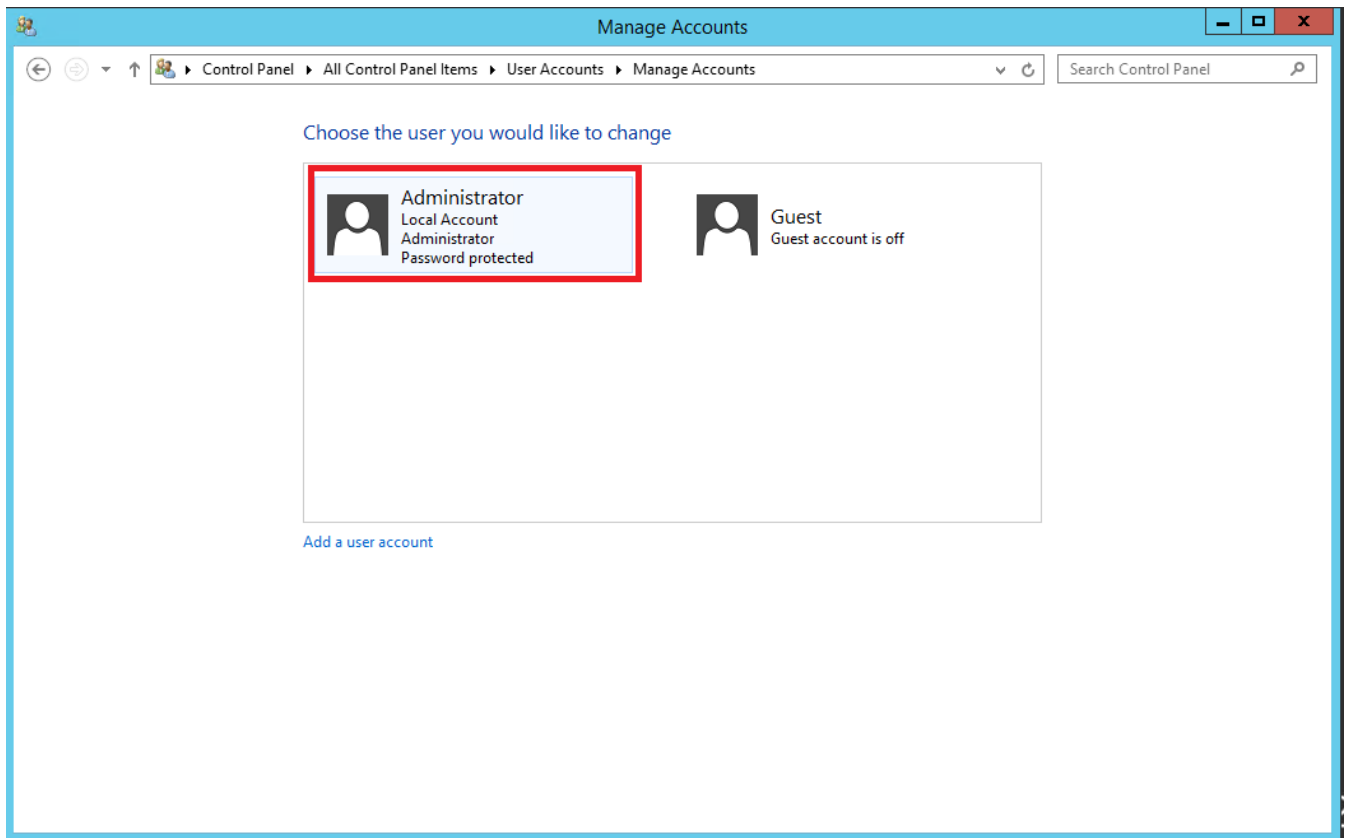 Manage Accounts
Control Panel All Control Panel Items User Accounts Manage Accounts
Search Control Panel
Choose the user you would like to change
Administrator
Local Account
Administrator
Password protected
Guest
Guest account is off
Add a user account